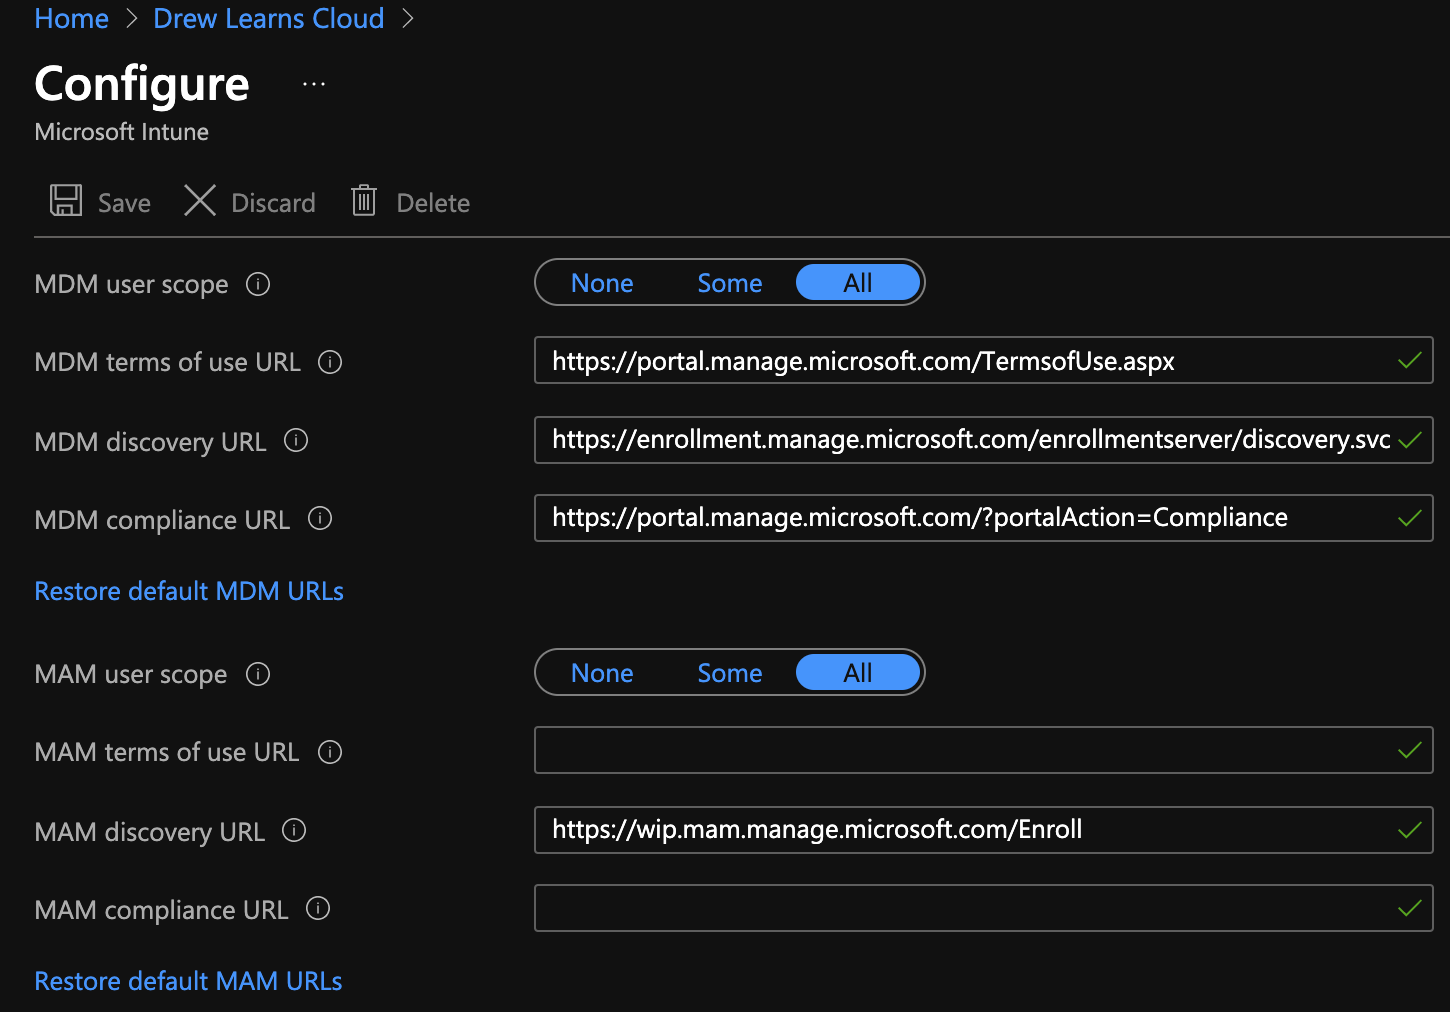 Home > Drew Learns Cloud >
Configure ...
Microsoft Intune
Save Discard Delete
MDM user scope None Some All
MDM terms of use URL https://portal.manage.microsoft.com/TermsofUse.aspx
MDM discovery URL https://enrollment.manage.microsoft.com/enrollmentserver/discovery.svc
MDM compliance URL https://portal.manage.microsoft.com/?portalAction=Compliance
Restore default MDM URLs
MAM user scope None Some All
MAM terms of use URL
MAM discovery URL https://wip.mam.manage.microsoft.com/Enroll
MAM compliance URL
Restore default MAM URLs